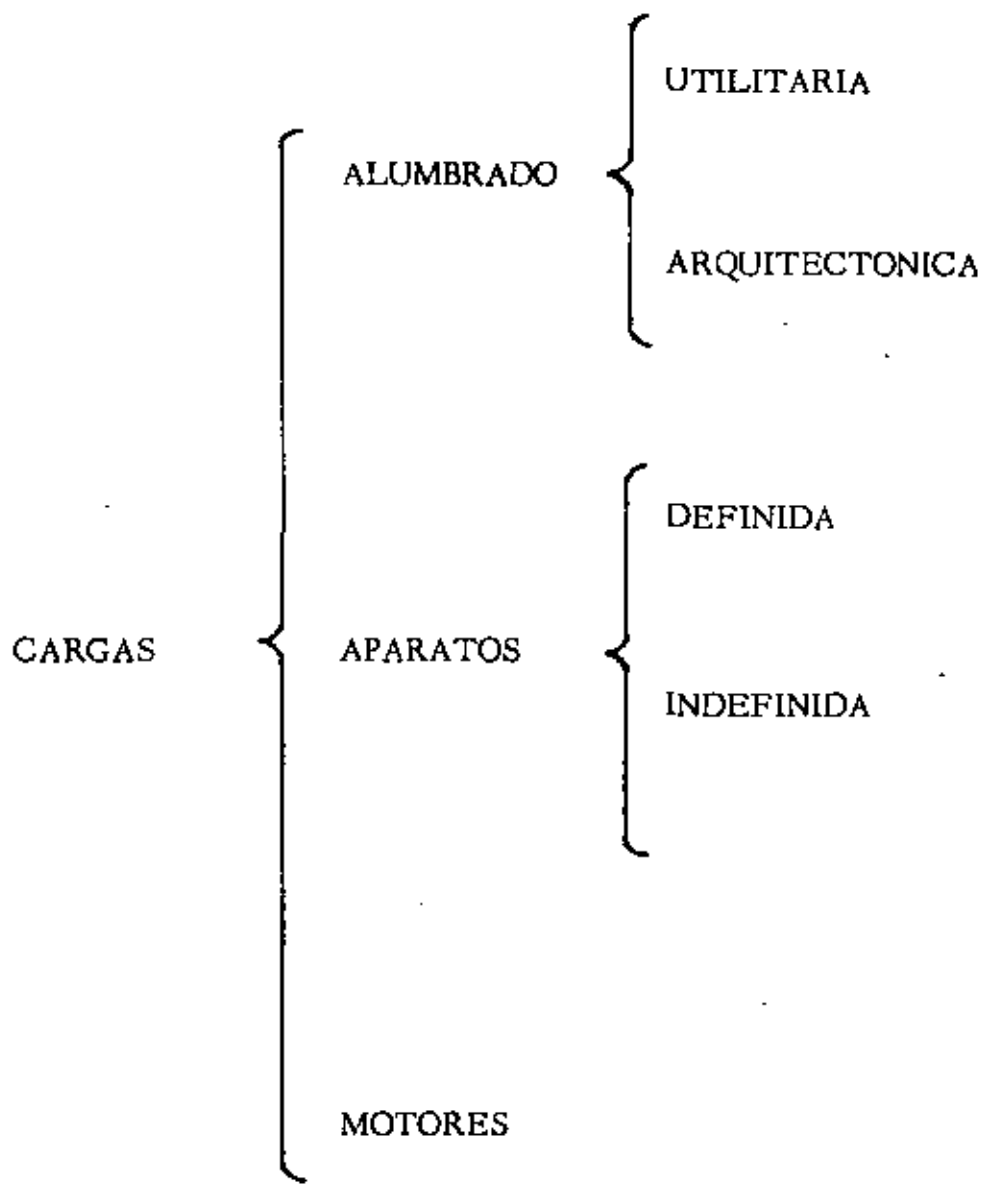 UTILITARIA
ALUMBRADO
ARQUITECTONICA
DEFINIDA
CARGAS
APARATOS
INDEFINIDA
MOTORES